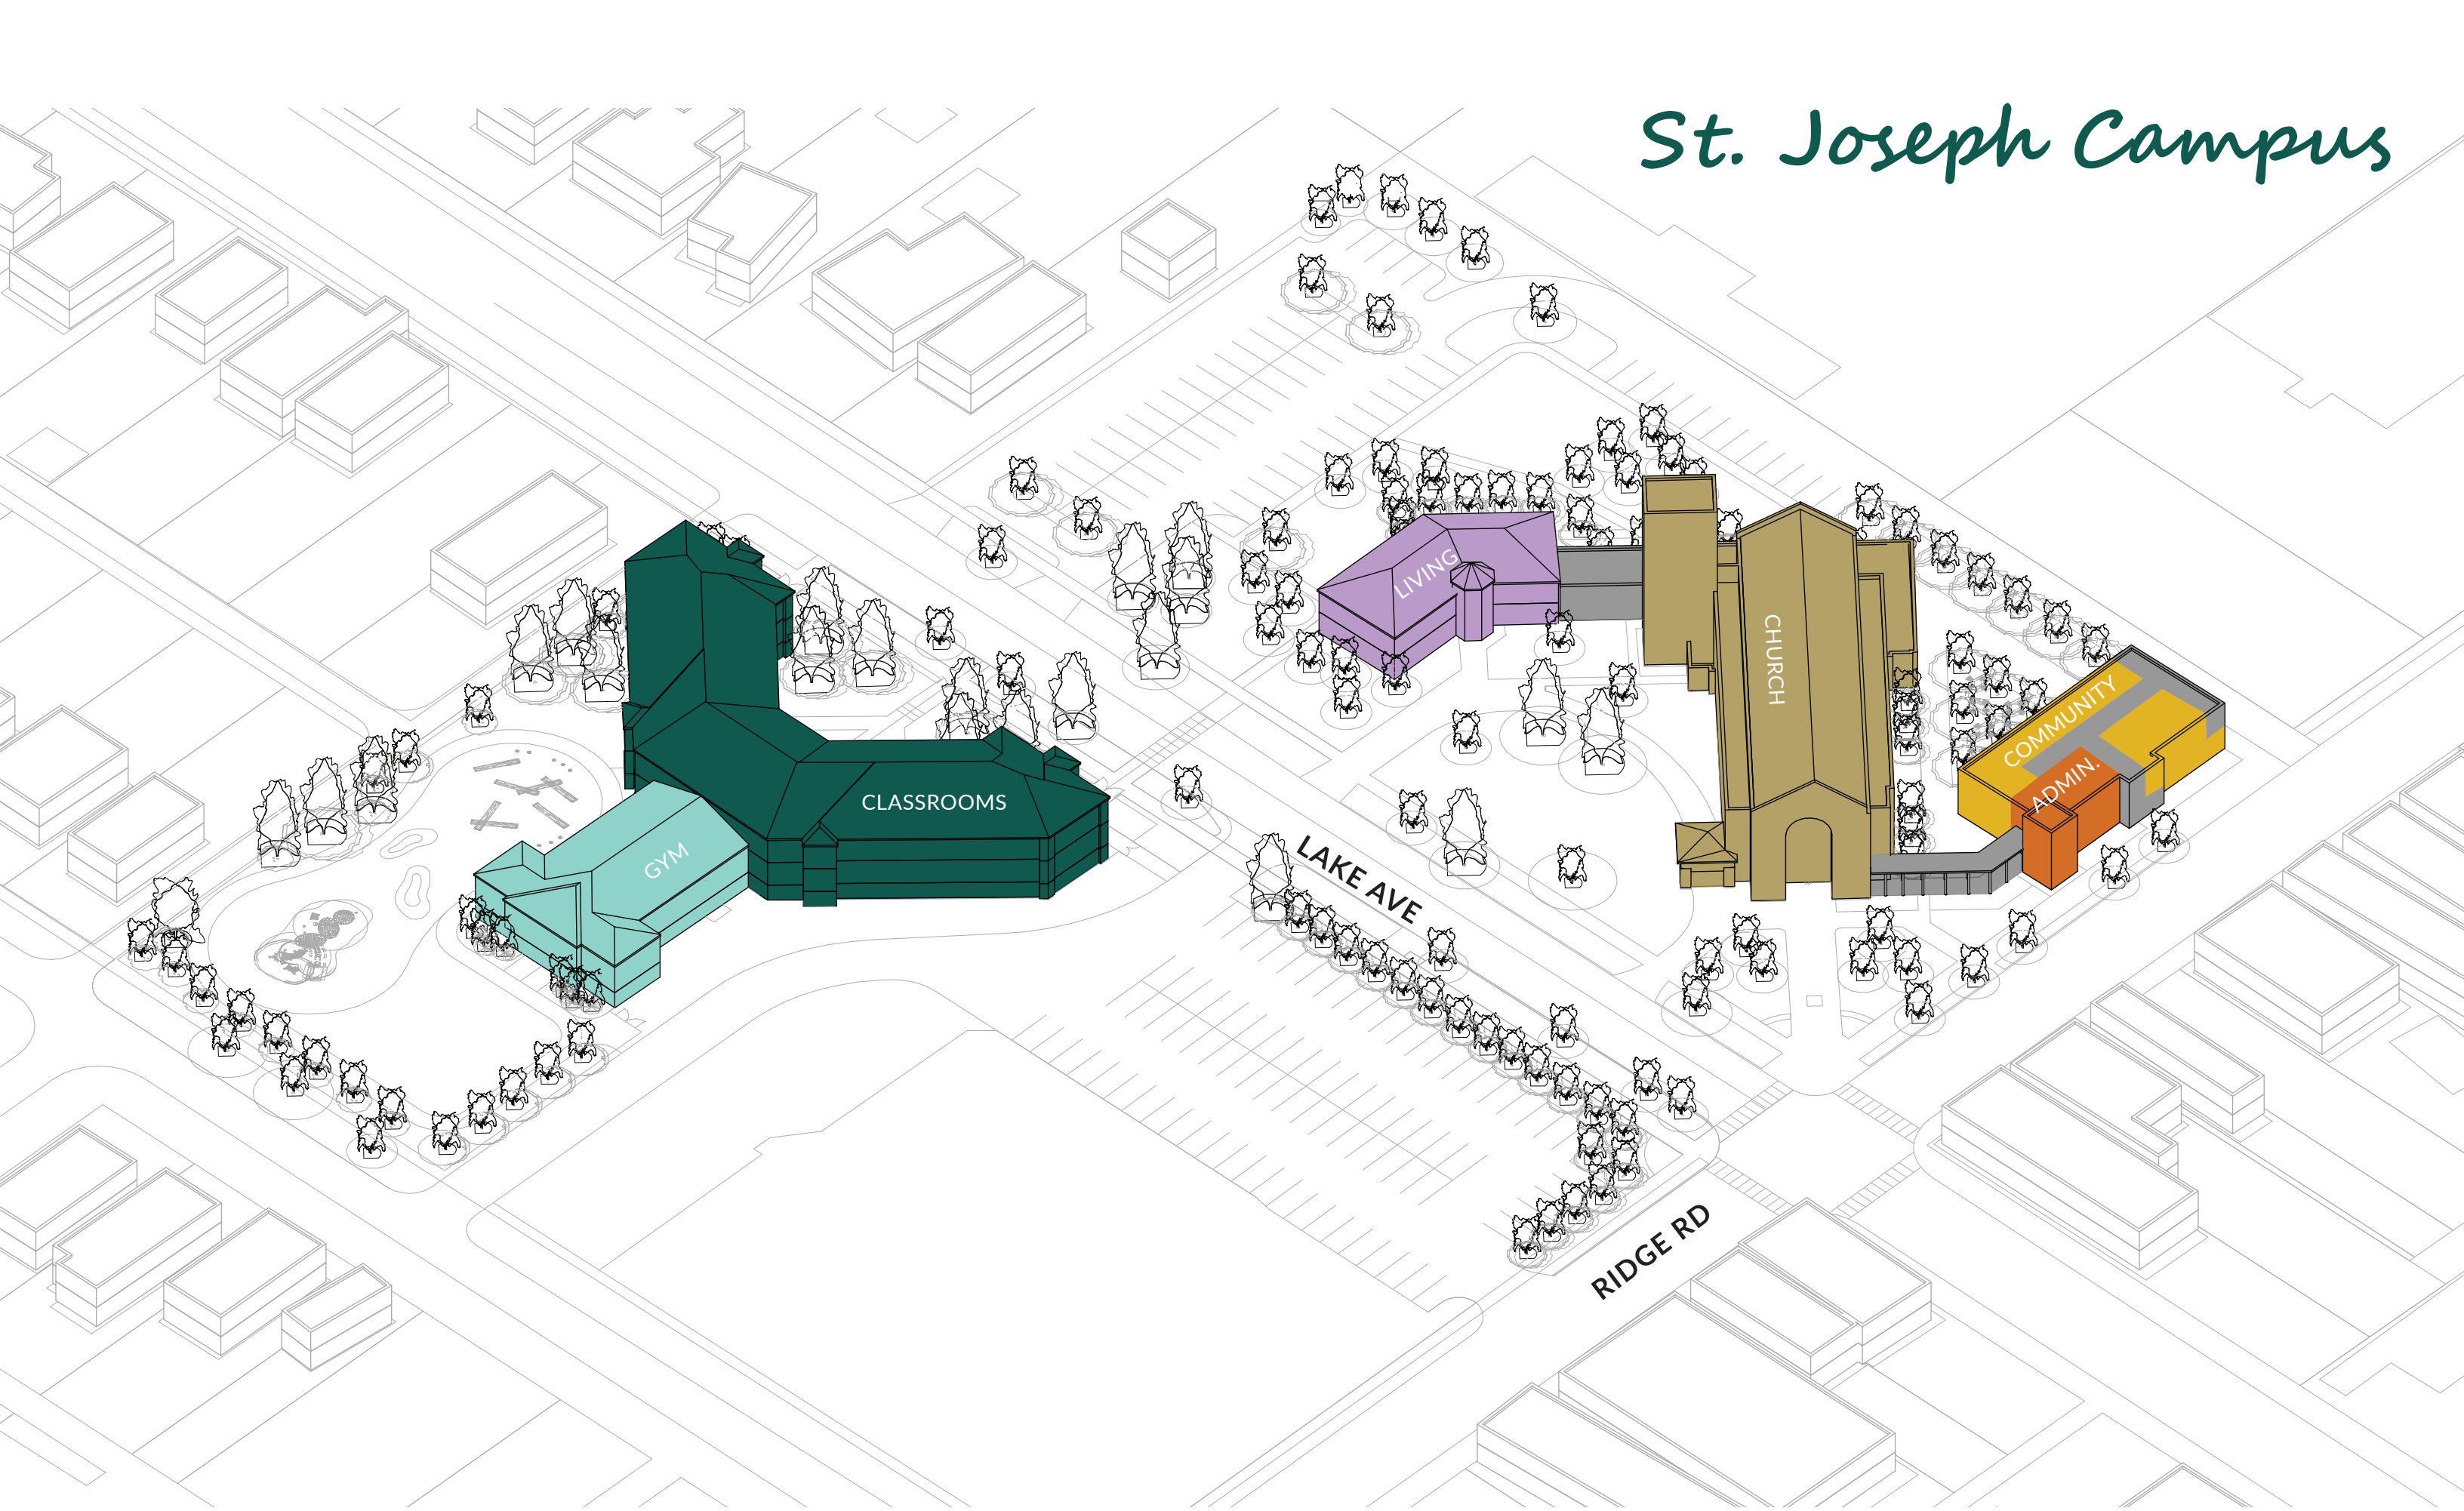 St. Joseph Campus
LIVING
CHURCH
COMMUNITY
ADMIN.
CLASSROOMS
GYM
LAKE AVE
RIDGE RD